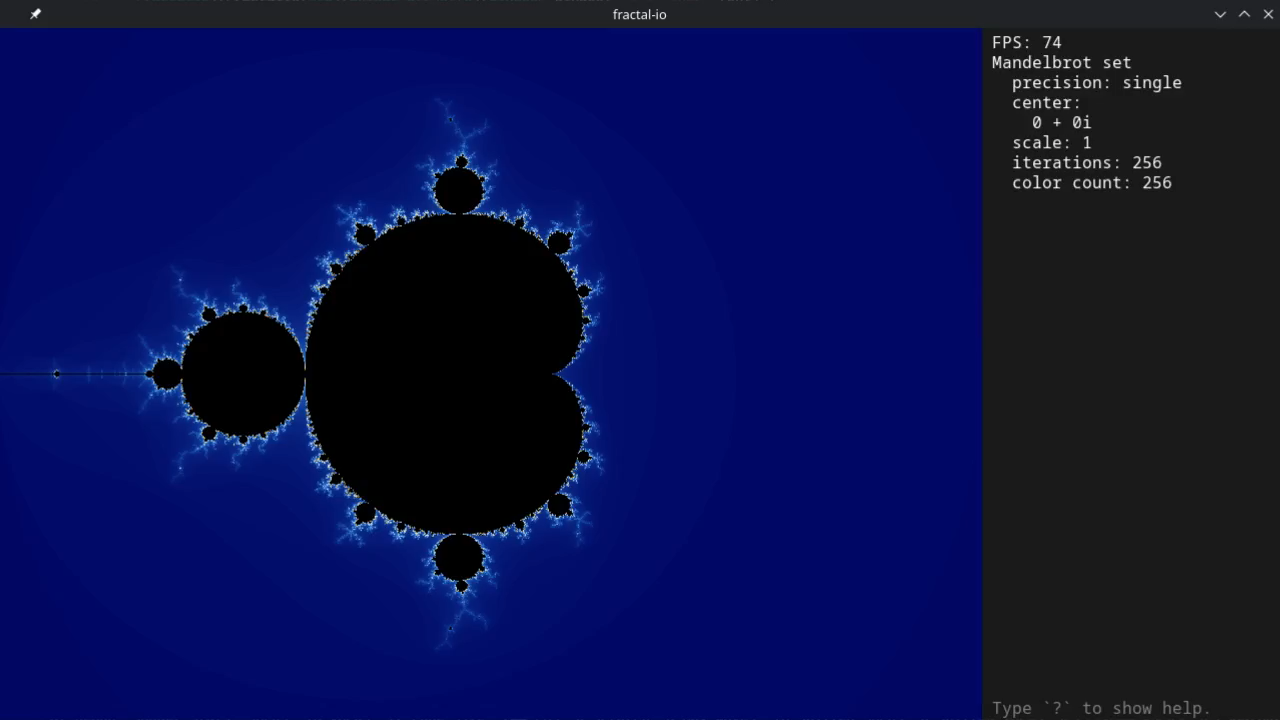 fractal-io
FPS: 74
Mandelbrot set
precision: single
center:
0 + 0i
scale: 1
iterations: 256
color count: 256
Type `?` to show help.